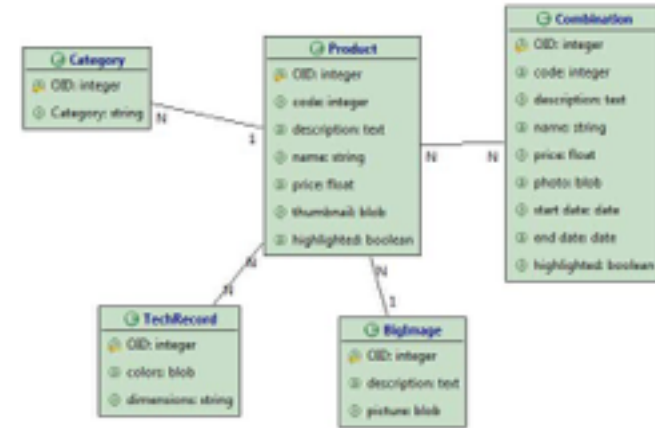 Category
OID: integer
Category: string
N
1
Product
OID: integer
code: integer
description: text
name: string
price: float
thumbnail: blob
highlighted: boolean
N
N
Combination
OID: integer
code: integer
description: text
name: string
price: float
photo: blob
start date: date
end date: date
highlighted: boolean
N
N
TechRecord
OID: integer
colors: blob
dimensions: string
N
1
BigImage
OID: integer
description: text
picture: blob